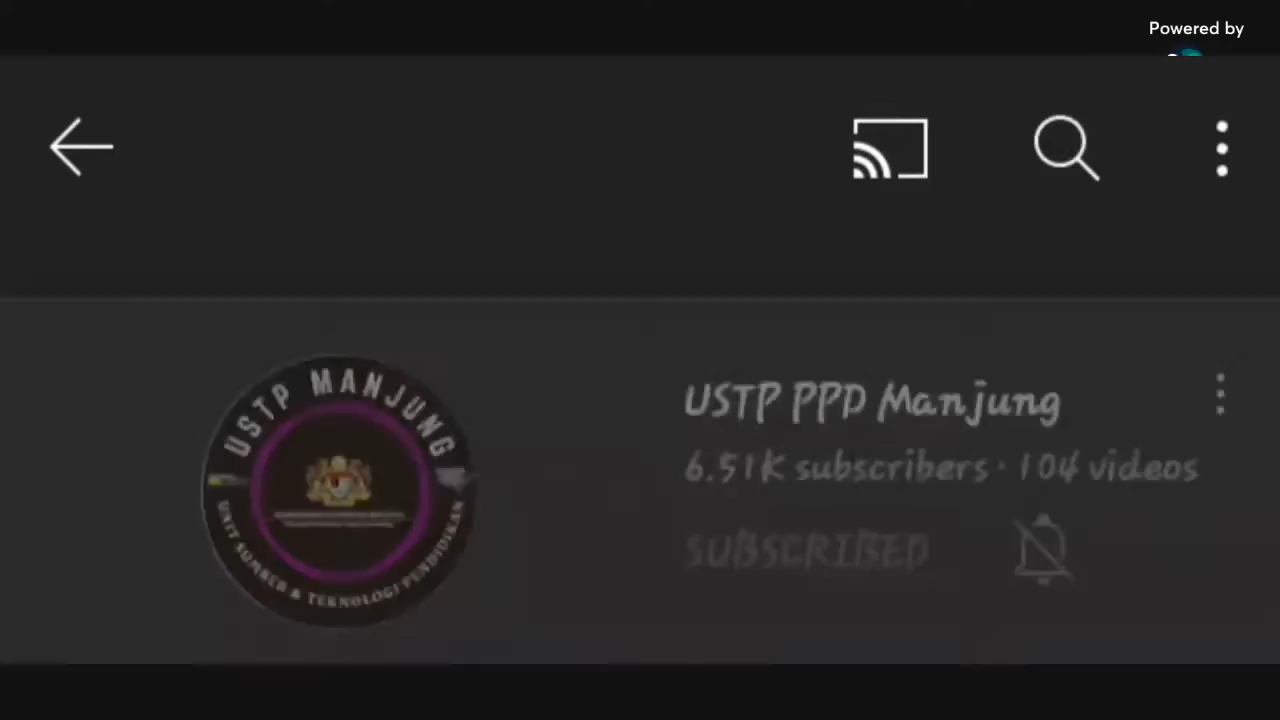 Powered by
USTP MANJUNG
UNIT SUMBER & TEKNOLOGI PENDIDIKAN
USTP PPD Manjung
6.51K subscribers · 104 videos
SUBSCRIBED